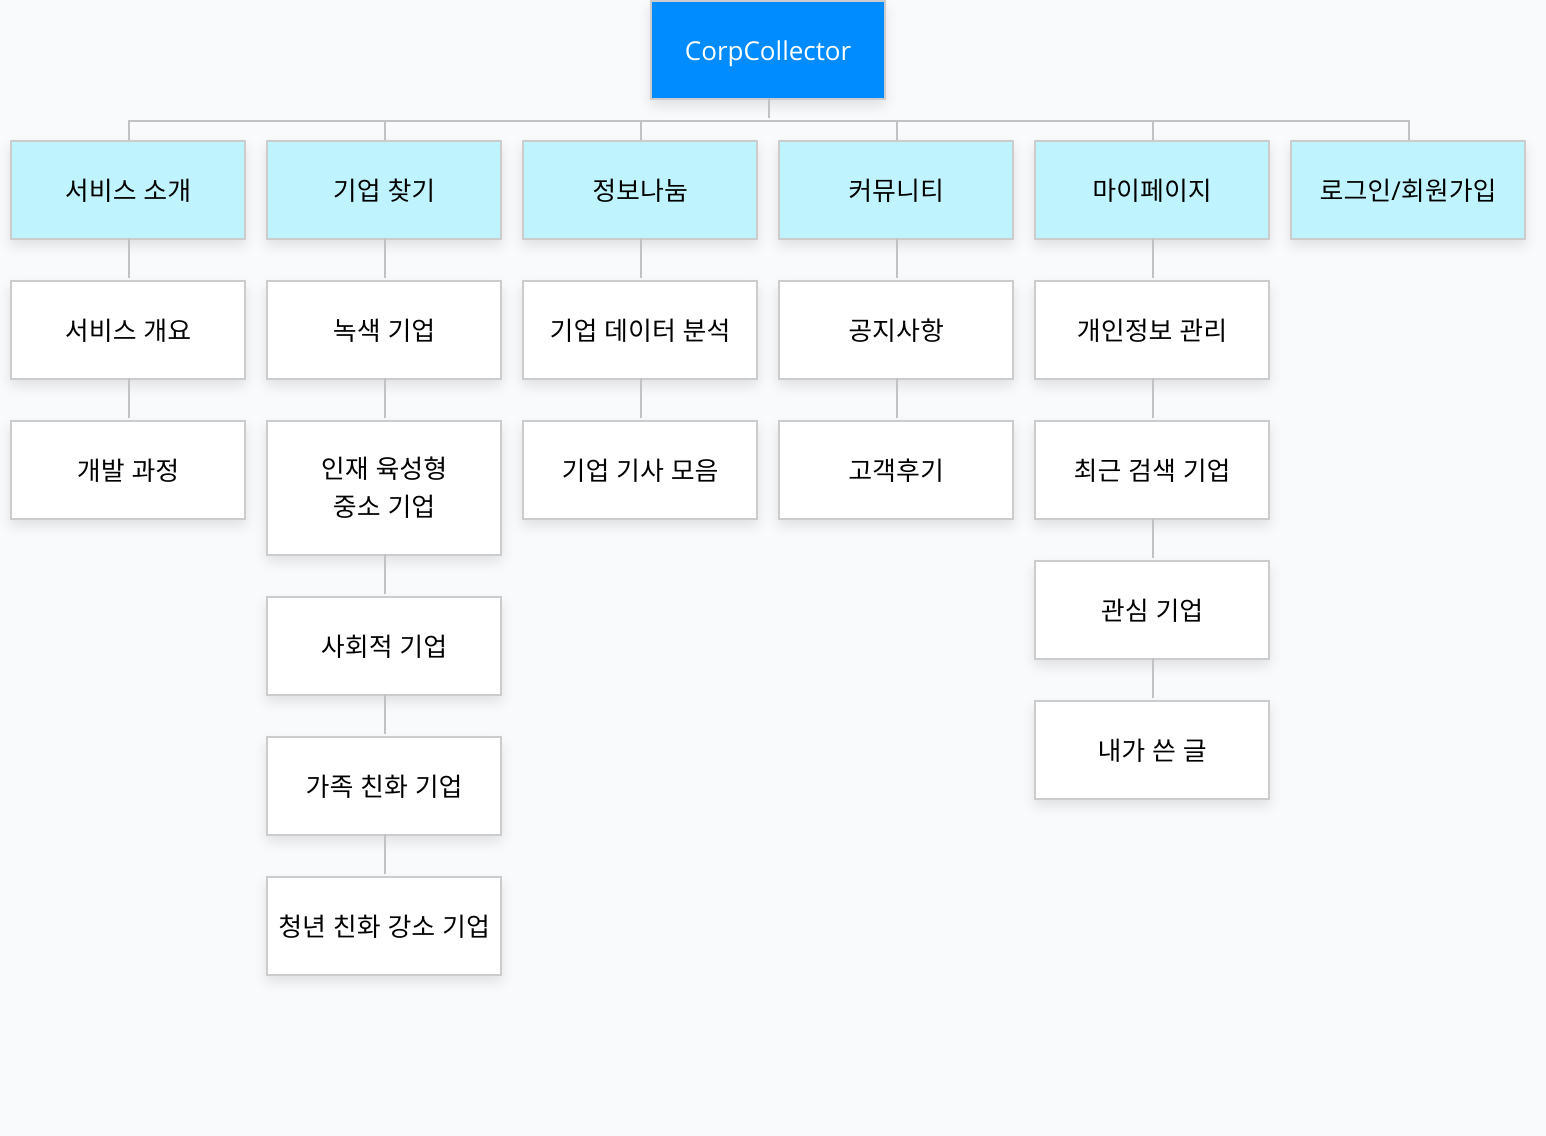 CorpCollector
서비스 소개
기업 찾기
정보나눔
커뮤니티
마이페이지
로그인/회원가입
서비스 개요
녹색 기업
기업 데이터 분석
공지사항
개인정보 관리
개발 과정
인재 육성형
중소 기업
기업 기사 모음
고객후기
최근 검색 기업
사회적 기업
관심 기업
가족 친화 기업
내가 쓴 글
청년 친화 강소 기업